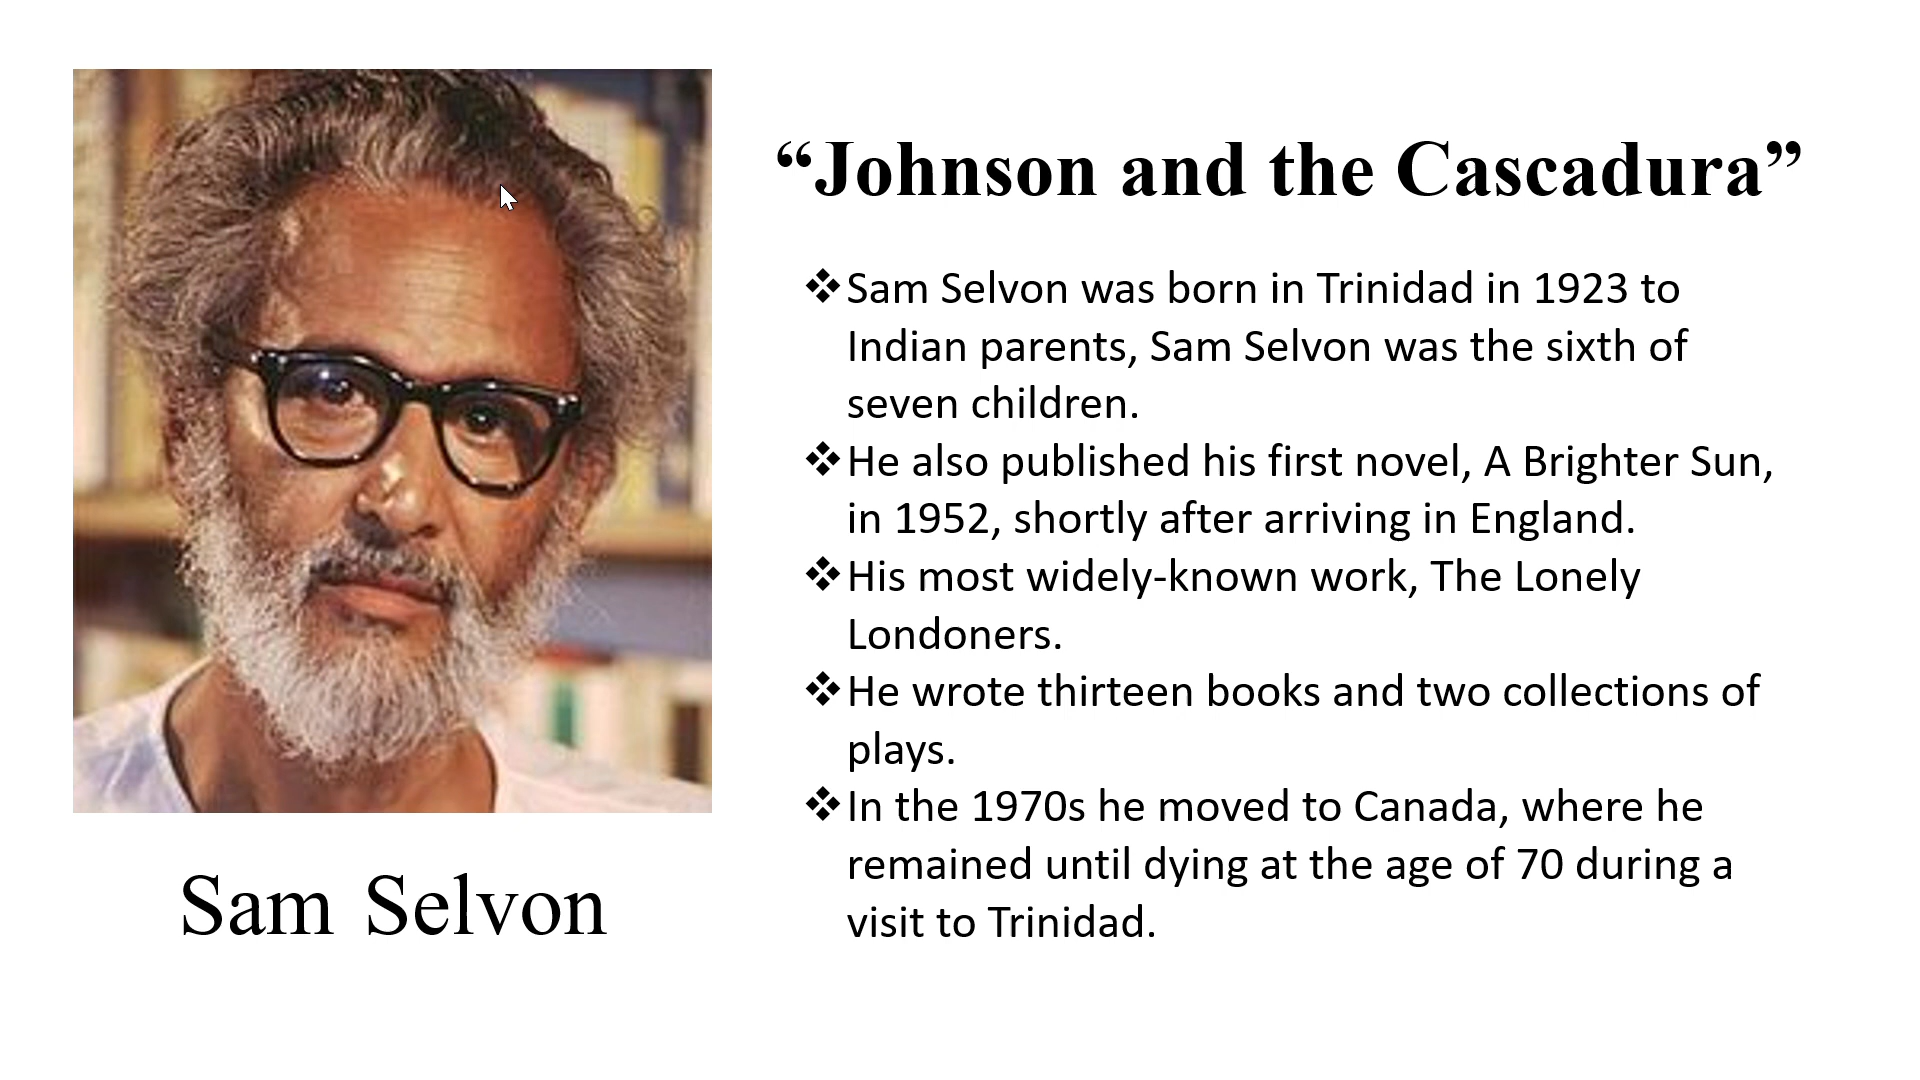 “Johnson and the Cascadura”
❖Sam Selvon was born in Trinidad in 1923 to
Indian parents, Sam Selvon was the sixth of
seven children.
❖He also published his first novel, A Brighter Sun,
in 1952, shortly after arriving in England.
❖His most widely-known work, The Lonely
Londoners.
❖He wrote thirteen books and two collections of
plays.
❖In the 1970s he moved to Canada, where he
remained until dying at the age of 70 during a
visit to Trinidad.
Sam Selvon